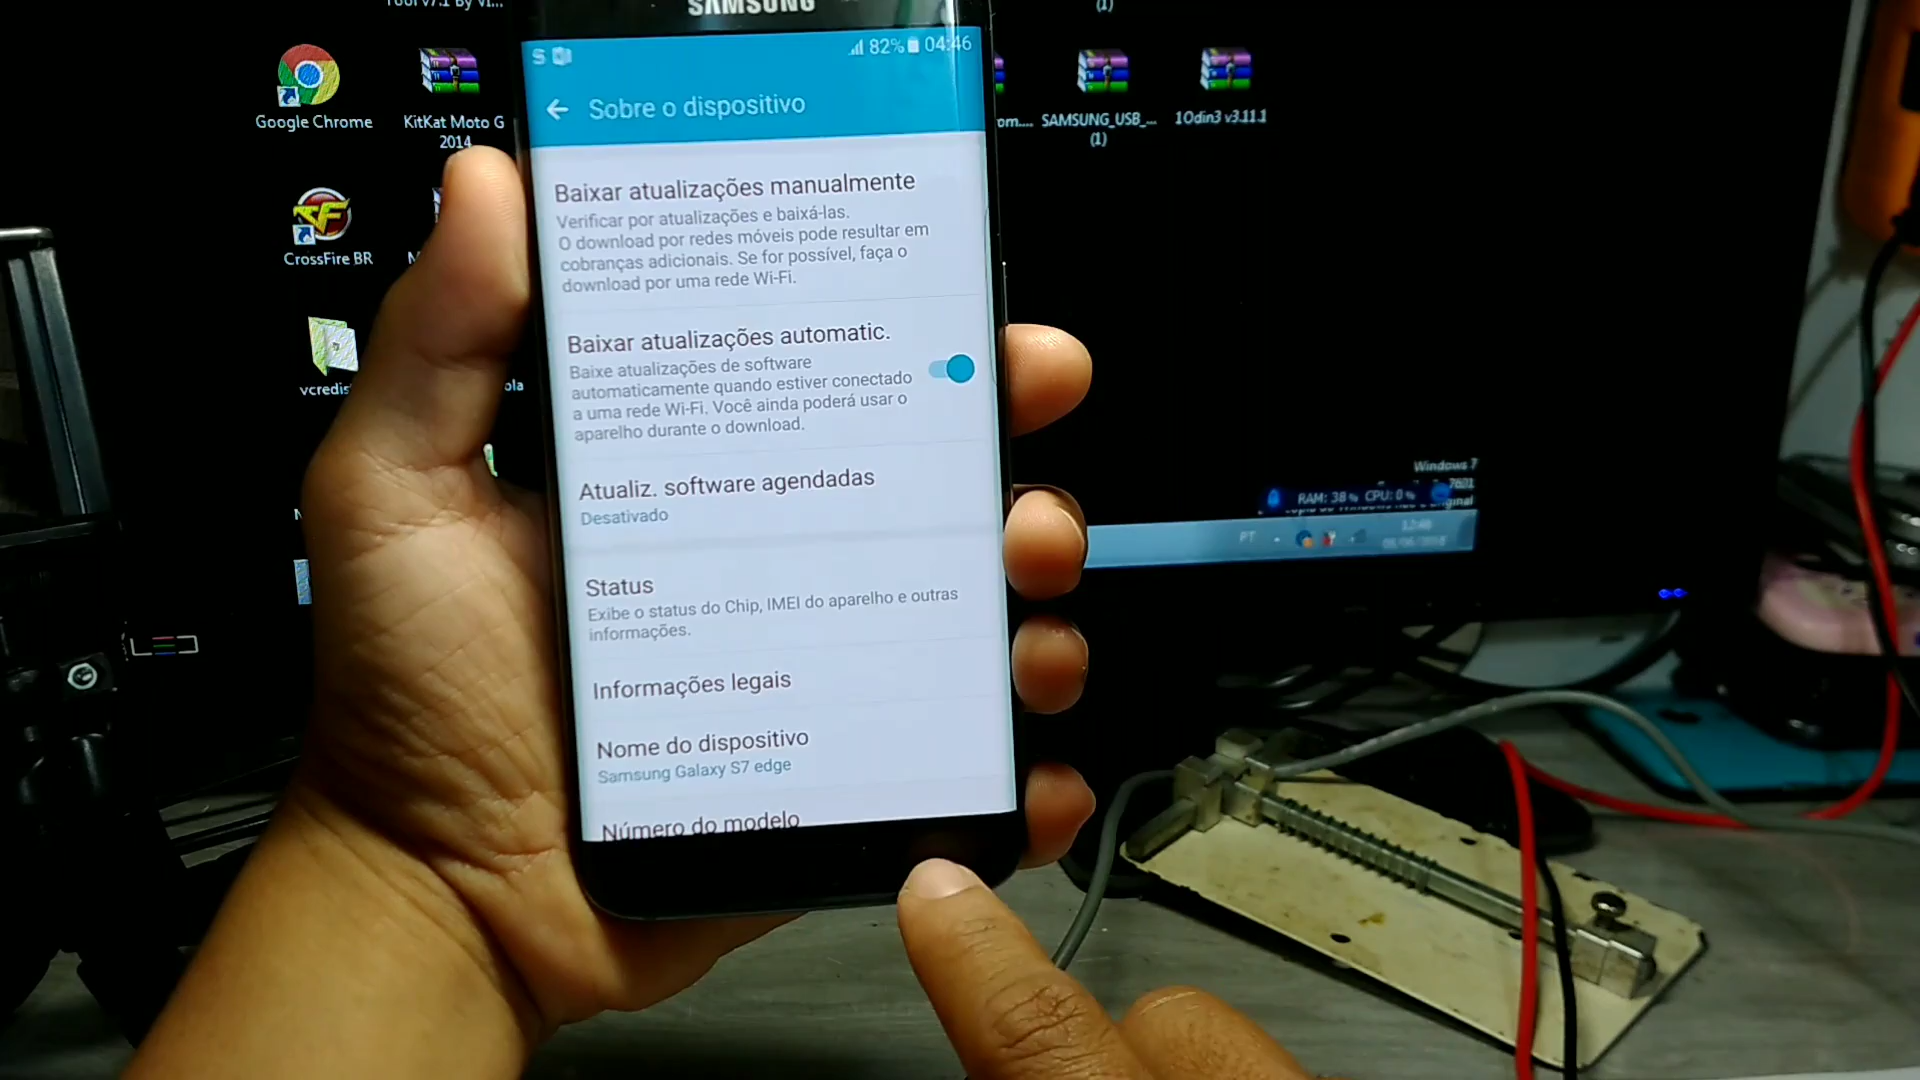 SAMSUNG
82% 04:46
Sobre o dispositivo
Baixar atualizações manualmente
Verificar por atualizações e baixá-las.
O download por redes móveis pode resultar em
cobranças adicionais. Se for possível, faça o
download por uma rede Wi-Fi.
Baixar atualizações automatic.
Baixe atualizações de software
automaticamente quando estiver conectado
a uma rede Wi-Fi. Você ainda poderá usar o
aparelho durante o download.
Atualiz. software agendadas
Desativado
Status
Exibe o status do Chip, IMEI do aparelho e outras
informações.
Informações legais
Nome do dispositivo
Samsung Galaxy S7 edge
Número do modelo
Google Chrome
KitKat Moto G
2014
CrossFire BR
(1)
SAMSUNG_USB_...
(1)
1Odin3 v3.11.1
Windows 7
7601
RAM: 38% CPU: 0%
PT